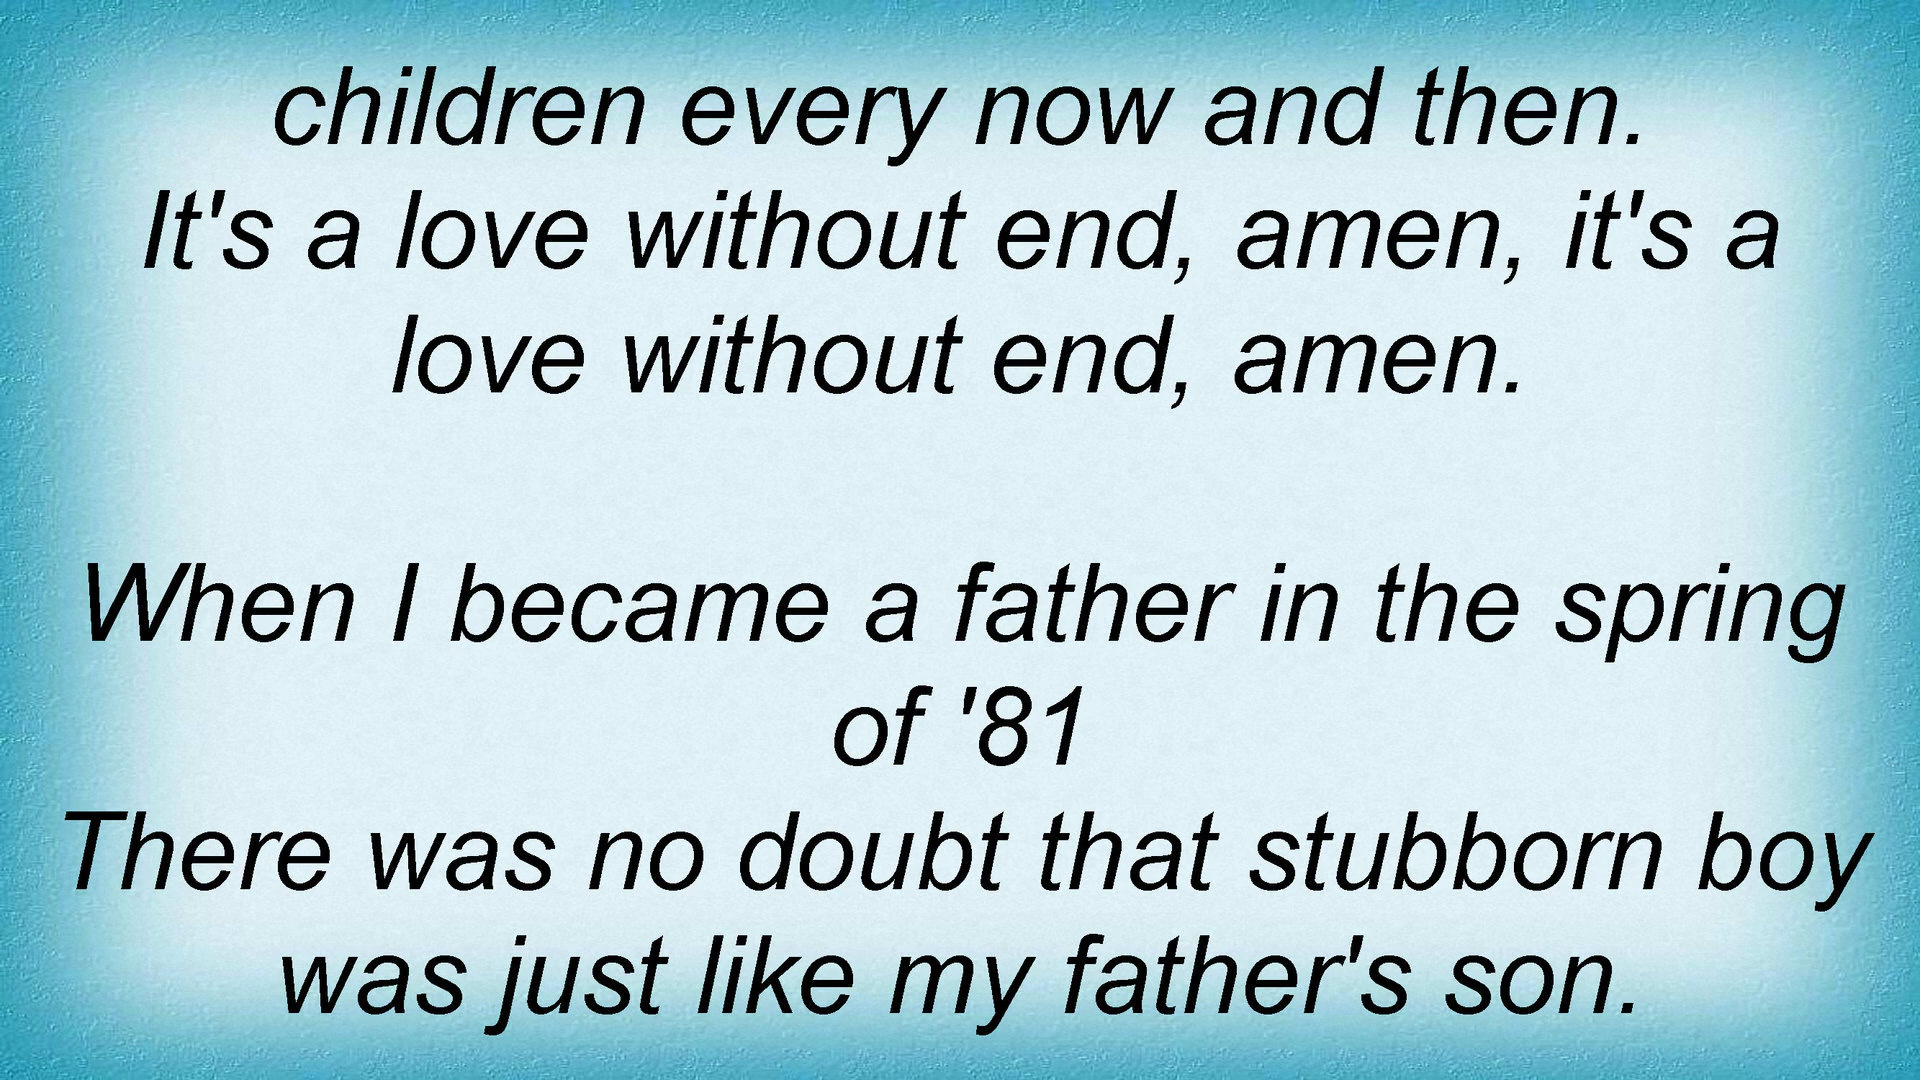 children every now and then.
It's a love without end, amen, it's a
love without end, amen.
When I became a father in the spring
of '81
There was no doubt that stubborn boy
was just like my father's son.